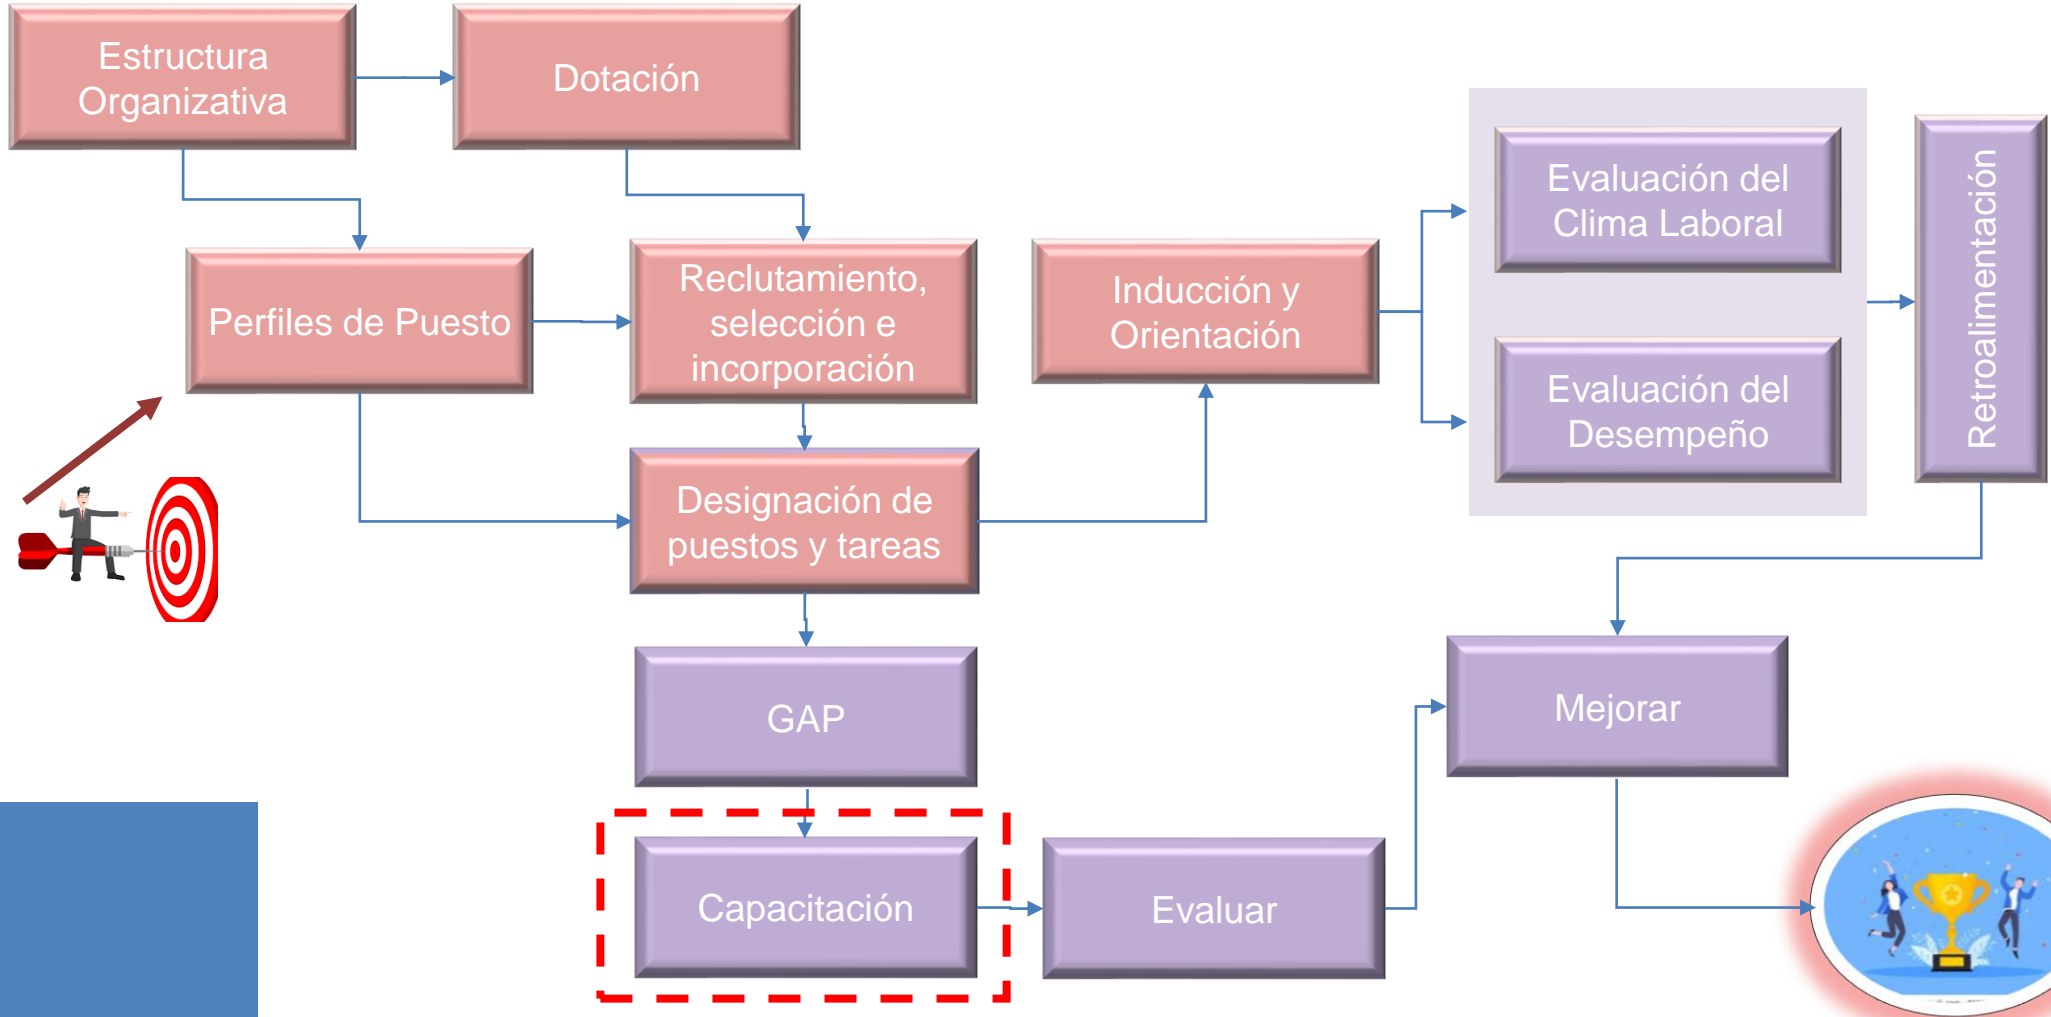 Estructura
Organizativa
Dotación
Perfiles de Puesto
Reclutamiento,
selección e
incorporación
Designación de
puestos y tareas
Inducción y
Orientación
Evaluación del
Clima Laboral
Evaluación del
Desempeño
Retroalimentación
GAP
Capacitación
Evaluar
Mejorar